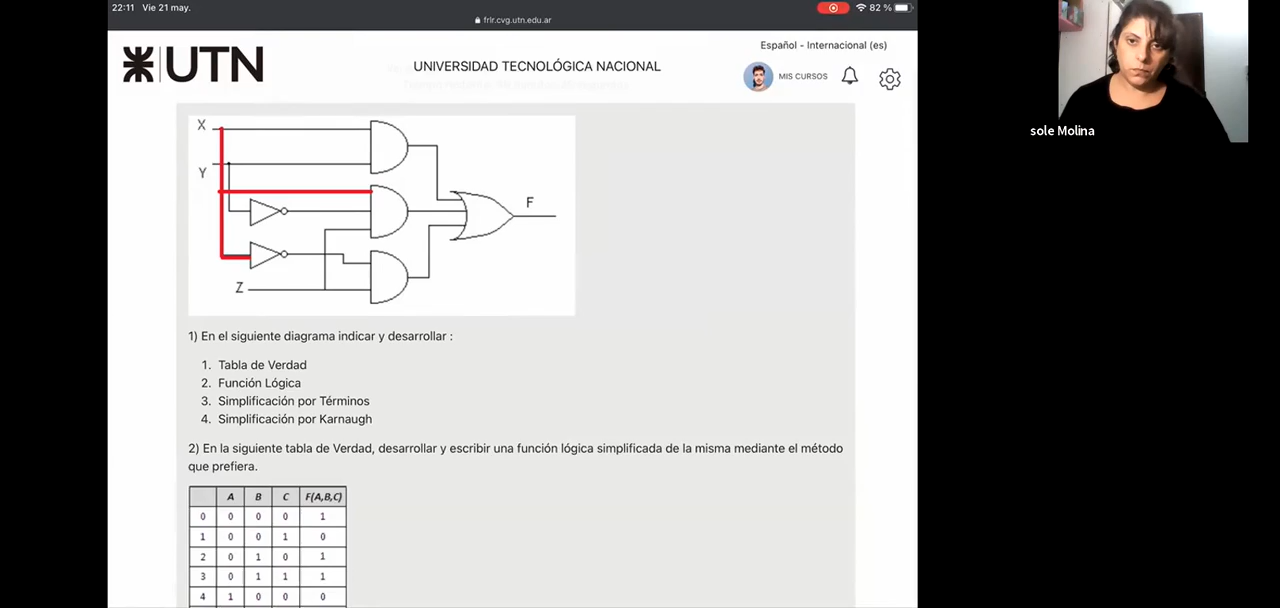 22:11 Vie 21 may.
82 %
frlr.cvg.utn.edu.ar
Español - Internacional (es)
UTN
UNIVERSIDAD TECNOLÓGICA NACIONAL
MIS CURSOS
sole Molina
X
Y
Z
F
1) En el siguiente diagrama indicar y desarrollar :
1. Tabla de Verdad
2. Función Lógica
3. Simplificación por Términos
4. Simplificación por Karnaugh
2) En la siguiente tabla de Verdad, desarrollar y escribir una función lógica simplificada de la misma mediante el método
que prefiera.
A B C F(A,B,C)
0 0 0 0 1
1 0 0 1 0
2 0 1 0 1
3 0 1 1 1
4 1 0 0 0